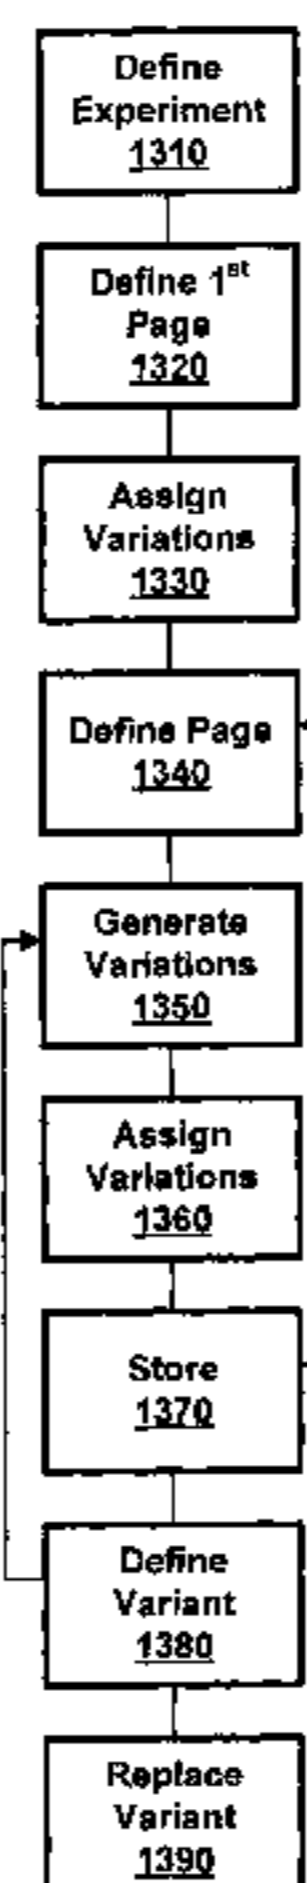 Define
Experiment
1310
Define 1st
Page
1320
Assign
Variations
1330
Define Page
1340
Generate
Variations
1350
Assign
Variations
1360
Store
1370
Define
Variant
1380
Replace
Variant
1390